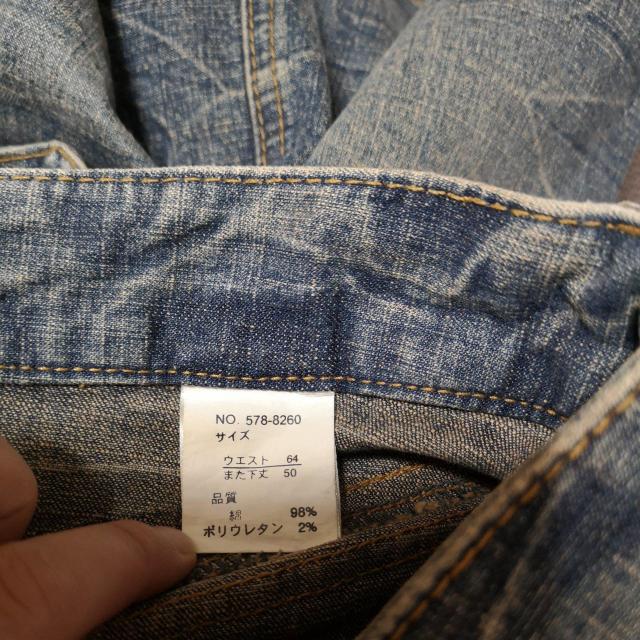 NO. 578-8260
サイズ
ウエスト 64
また下丈 50
品質
綿 98%
ポリウレタン 2%